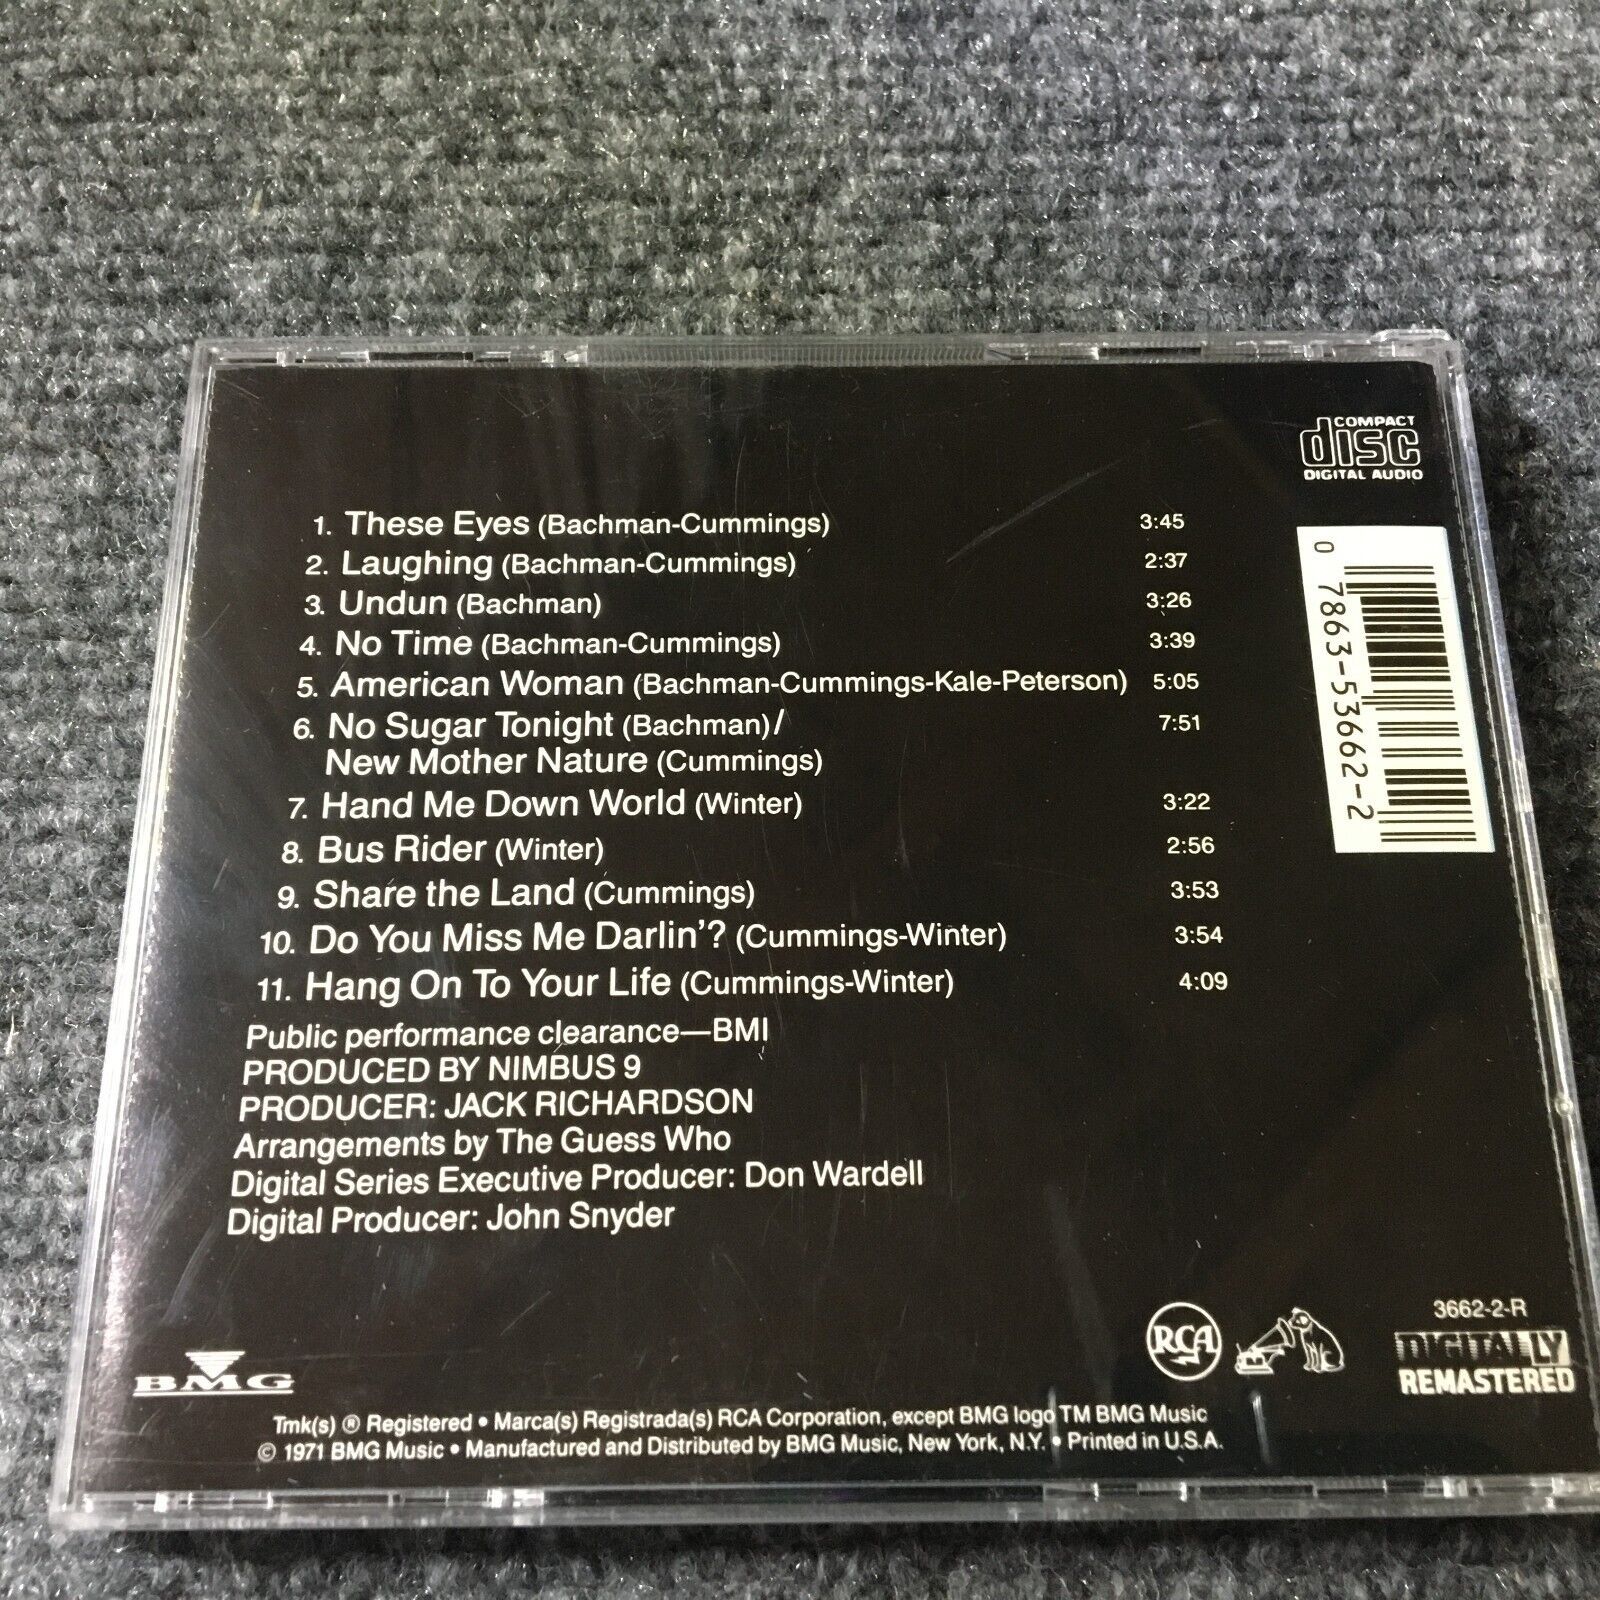 COMPACT
disc
DIGITAL AUDIO
1. These Eyes (Bachman-Cummings) 3:45
2. Laughing (Bachman-Cummings) 2:37
3. Undun (Bachman) 3:26
4. No Time (Bachman-Cummings) 3:39
5. American Woman (Bachman-Cummings-Kale-Peterson) 5:05
6. No Sugar Tonight (Bachman)/ 7:51
New Mother Nature (Cummings)
7. Hand Me Down World (Winter) 3:22
8. Bus Rider (Winter) 2:56
9. Share the Land (Cummings) 3:53
10. Do You Miss Me Darlin'? (Cummings-Winter) 3:54
11. Hang On To Your Life (Cummings-Winter) 4:09
0 7863-53662-2
Public performance clearance—BMI
PRODUCED BY NIMBUS 9
PRODUCER: JACK RICHARDSON
Arrangements by The Guess Who
Digital Series Executive Producer: Don Wardell
Digital Producer: John Snyder
BMG
RCA
3662-2-R
DIGITALLY
REMASTERED
Tmk(s) ® Registered • Marca(s) Registrada(s) RCA Corporation, except BMG logo TM BMG Music
© 1971 BMG Music • Manufactured and Distributed by BMG Music, New York, N.Y. • Printed in U.S.A.